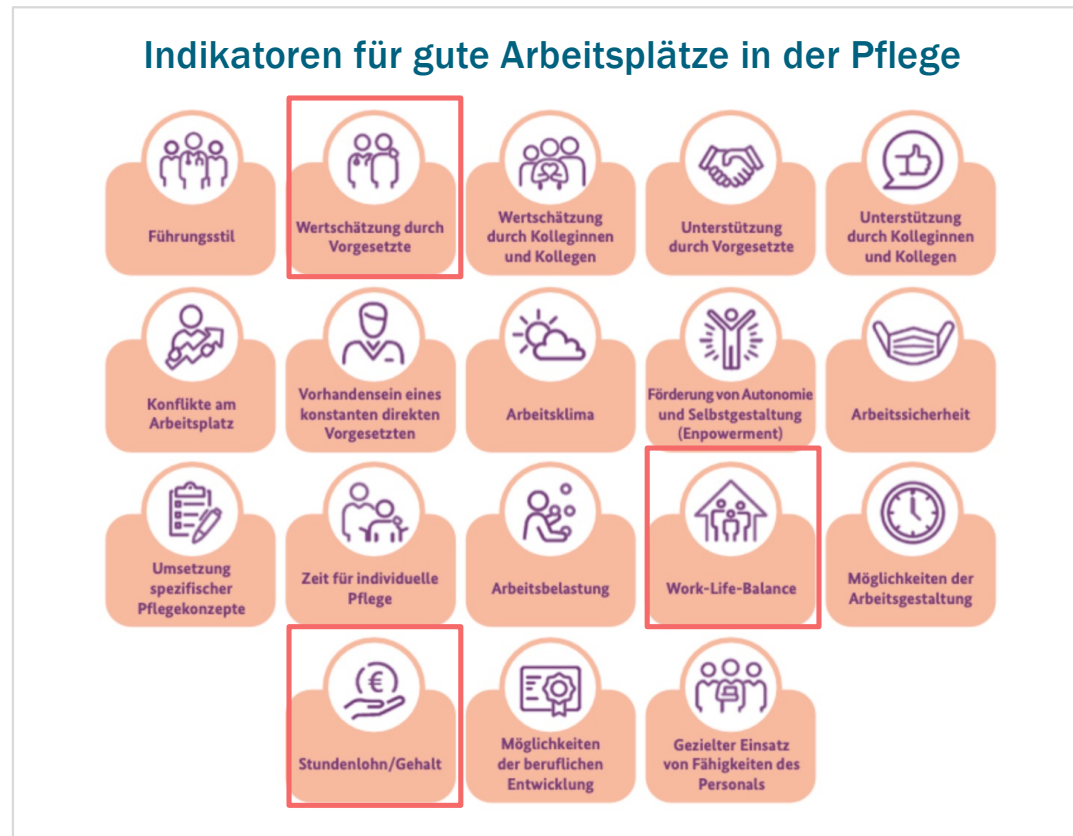 Indikatoren für gute Arbeitsplätze in der Pflege
Führungsstil
Wertschätzung durch
Vorgesetzte
Wertschätzung
durch Kolleginnen
und Kollegen
Unterstützung
durch Vorgesetzte
Unterstützung
durch Kolleginnen
und Kollegen
Konflikte am
Arbeitsplatz
Vorhandensein eines
konstanten direkten
Vorgesetzten
Arbeitsklima
Förderung von Autonomie
und Selbstgestaltung
(Enpowerment)
Arbeitssicherheit
Umsetzung
spezifischer
Pflegekonzepte
Zeit für individuelle
Pflege
Arbeitsbelastung
Work-Life-Balance
Möglichkeiten der
Arbeitsgestaltung
€
Stundenlohn/Gehalt
Möglichkeiten
der beruflichen
Entwicklung
Gezielter Einsatz
von Fähigkeiten des
Personals